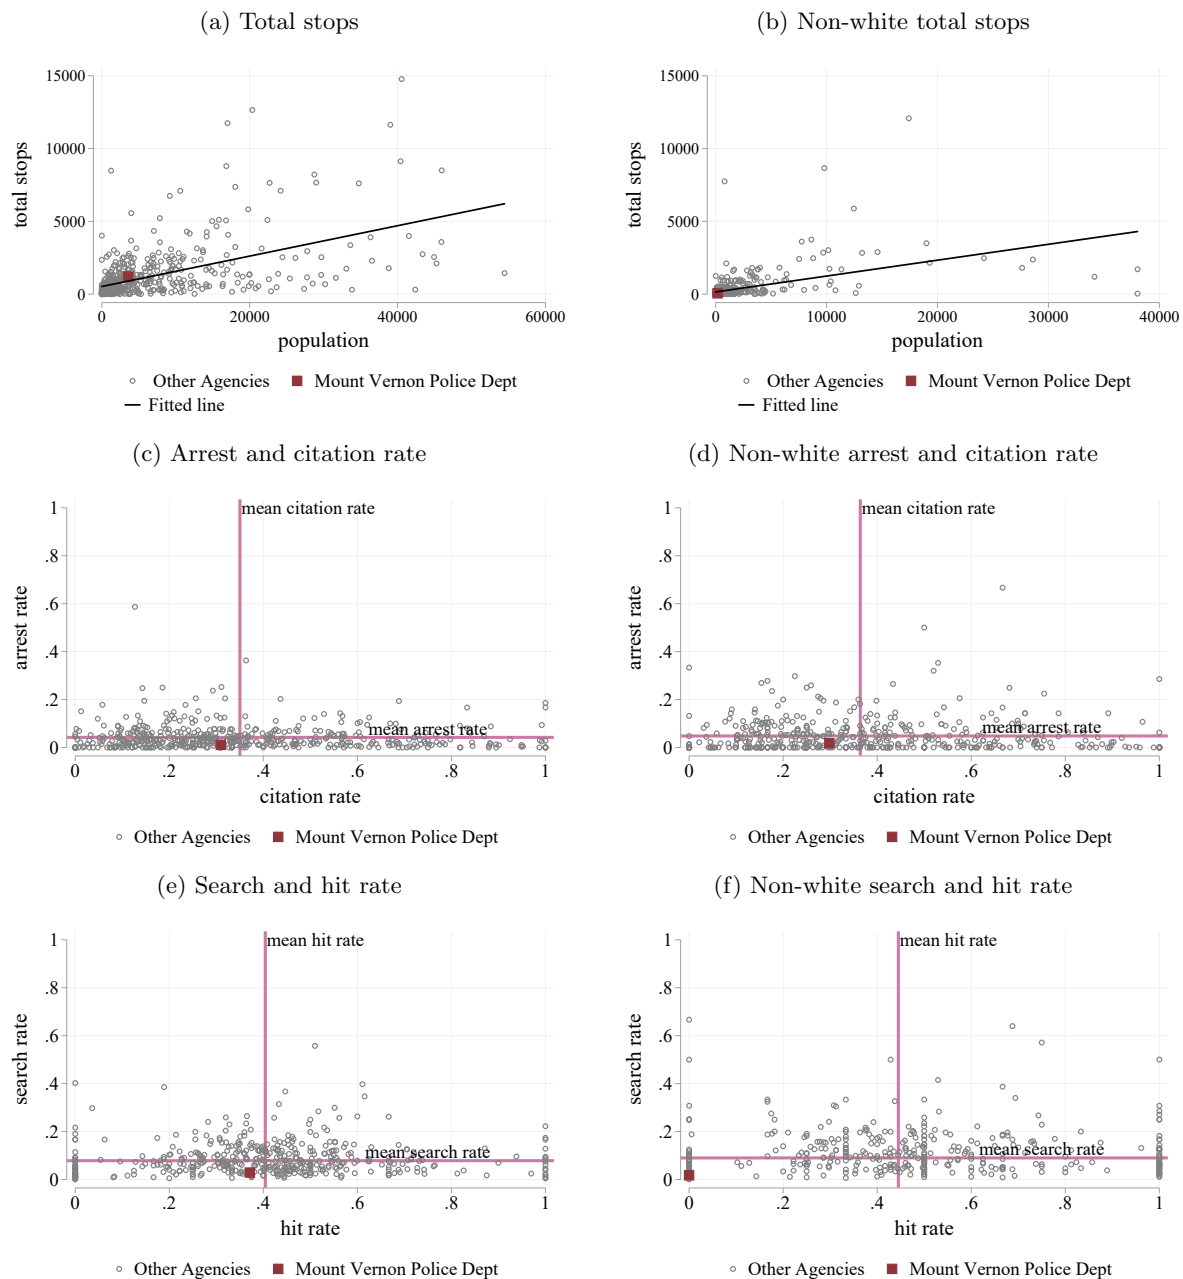 (a) Total stops
15000
10000
5000
0
total stops
0 20000 40000 60000
population
Other Agencies Mount Vernon Police Dept
Fitted line
(b) Non-white total stops
15000
10000
5000
0
total stops
0 10000 20000 30000 40000
population
Other Agencies Mount Vernon Police Dept
Fitted line
(c) Arrest and citation rate
mean citation rate
1
.8
.6
.4
.2
0
arrest rate
mean arrest rate
0 .2 .4 .6 .8 1
citation rate
Other Agencies Mount Vernon Police Dept
(d) Non-white arrest and citation rate
mean citation rate
1
.8
.6
.4
.2
0
arrest rate
mean arrest rate
0 .2 .4 .6 .8 1
citation rate
Other Agencies Mount Vernon Police Dept
(e) Search and hit rate
mean hit rate
1
.8
.6
.4
.2
0
search rate
mean search rate
0 .2 .4 .6 .8 1
hit rate
Other Agencies Mount Vernon Police Dept
(f) Non-white search and hit rate
mean hit rate
1
.8
.6
.4
.2
0
search rate
mean search rate
0 .2 .4 .6 .8 1
hit rate
Other Agencies Mount Vernon Police Dept